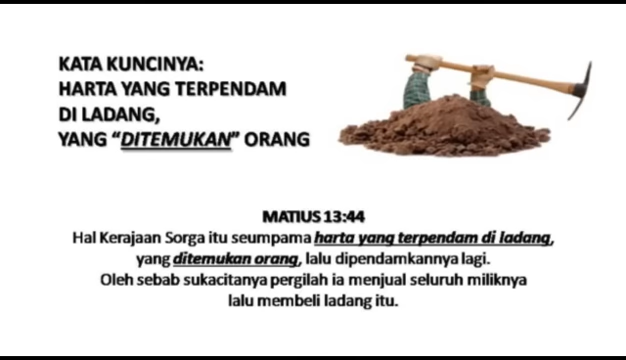 KATA KUNCINYA:
HARTA YANG TERPENDAM
DI LADANG,
YANG “DITEMUKAN” ORANG
MATIUS 13:44
Hal Kerajaan Sorga itu seumpama harta yang terpendam di ladang,
yang ditemukan orang, lalu dipendamkannya lagi.
Oleh sebab sukacitanya pergilah ia menjual seluruh miliknya
lalu membeli ladang itu.